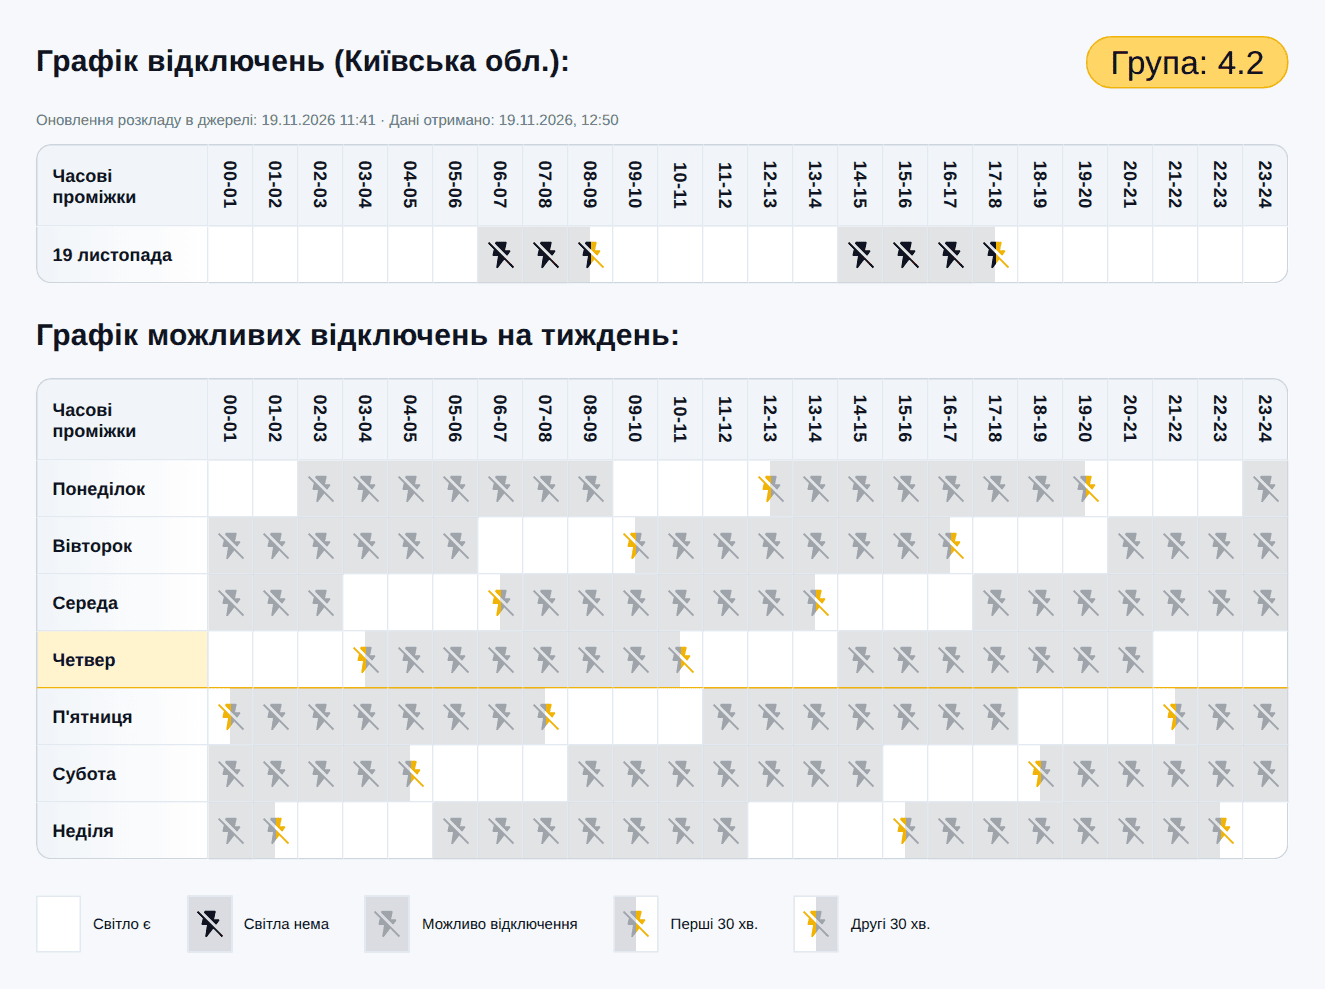 Графік відключень (Київська обл.):
Група: 4.2
Оновлення розкладу в джерелі: 19.11.2026 11:41 · Дані отримано: 19.11.2026, 12:50
Часові проміжки 00-01 01-02 02-03 03-04 04-05 05-06 06-07 07-08 08-09 09-10 10-11 11-12 12-13 13-14 14-15 15-16 16-17 17-18 18-19 19-20 20-21 21-22 22-23 23-24
19 листопада
Графік можливих відключень на тиждень:
Часові проміжки 00-01 01-02 02-03 03-04 04-05 05-06 06-07 07-08 08-09 09-10 10-11 11-12 12-13 13-14 14-15 15-16 16-17 17-18 18-19 19-20 20-21 21-22 22-23 23-24
Понеділок
Вівторок
Середа
Четвер
П'ятниця
Субота
Неділя
Світло є Світла нема Можливо відключення Перші 30 хв. Другі 30 хв.